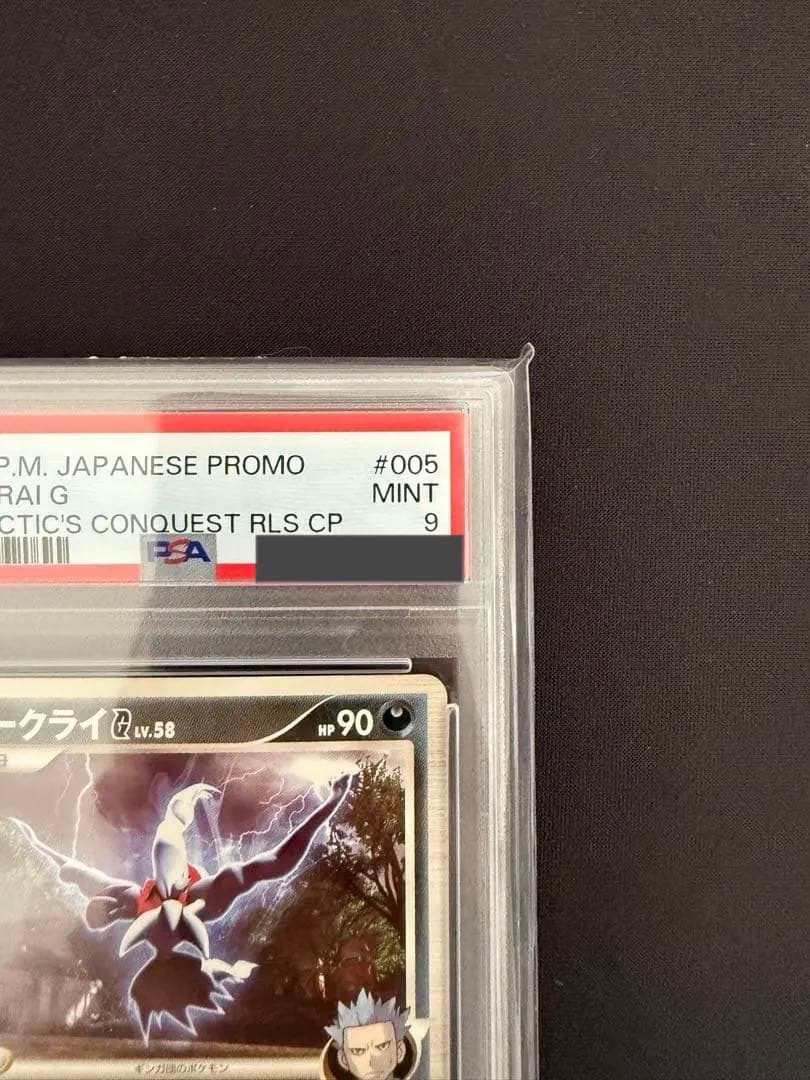 P.M. JAPANESE PROMO #005
RAI G MINT
CTIC'S CONQUEST RLS CP 9
PSA
ークライG LV.58 HP90
ギンガ団のポケモン